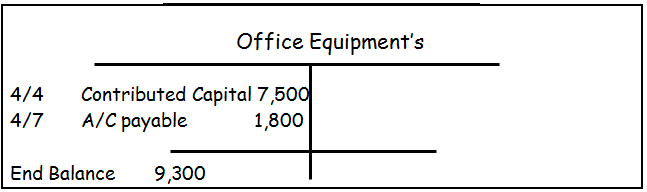 Office Equipment's
4/4 Contributed Capital 7,500
4/7 A/C payable 1,800
End Balance 9,300